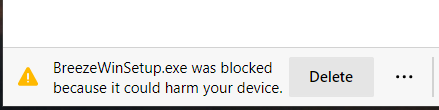 BreezeWinSetup.exe was blocked
because it could harm your device.
Delete